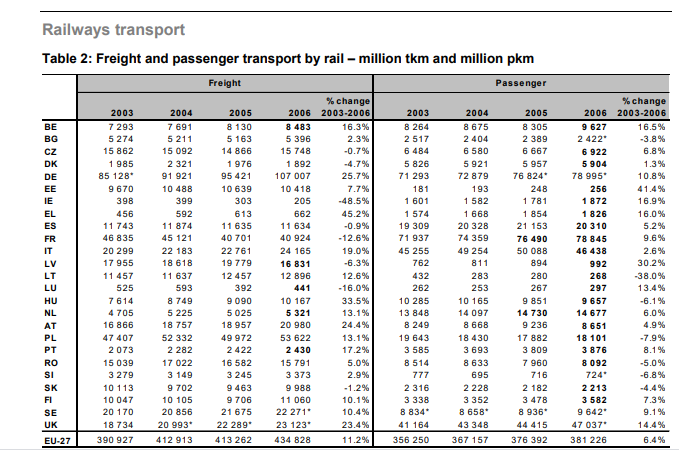 Railways transport
Table 2: Freight and passenger transport by rail – million tkm and million pkm
Freight Passenger
2003 2004 2005 2006 % change 2003-2006 2003 2004 2005 2006 % change 2003-2006
BE 7 293 7 691 8 130 8 483 16.3% 8 264 8 675 8 305 9 627 16.5%
BG 5 274 5 211 5 163 5 396 2.3% 2 517 2 404 2 389 2 422* -3.8%
CZ 15 862 15 092 14 866 15 748 -0.7% 6 484 6 580 6 667 6 922 6.8%
DK 1 985 2 321 1 976 1 892 -4.7% 5 826 5 921 5 957 5 904 1.3%
DE 85 128* 91 921 95 421 107 007 25.7% 71 293 72 879 76 824* 78 995* 10.8%
EE 9 670 10 488 10 639 10 418 7.7% 181 193 248 256 41.4%
IE 398 399 303 205 -48.5% 1 601 1 582 1 781 1 872 16.9%
EL 456 592 613 662 45.2% 1 574 1 668 1 854 1 826 16.0%
ES 11 743 11 874 11 635 11 634 -0.9% 19 309 20 328 21 153 20 310 5.2%
FR 46 835 45 121 40 701 40 924 -12.6% 71 937 74 359 76 490 78 845 9.6%
IT 20 299 22 183 22 761 24 165 19.0% 45 255 49 254 50 088 46 438 2.6%
LV 17 955 18 618 19 779 16 831 -6.3% 762 811 894 992 30.2%
LT 11 457 11 637 12 457 12 896 12.6% 432 283 280 268 -38.0%
LU 525 593 392 441 -16.0% 262 253 267 297 13.4%
HU 7 614 8 749 9 090 10 167 33.5% 10 285 10 165 9 851 9 657 -6.1%
NL 4 705 5 225 5 025 5 321 13.1% 13 848 14 097 14 730 14 677 6.0%
AT 16 866 18 757 18 957 20 980 24.4% 8 249 8 668 9 236 8 651 4.9%
PL 47 407 52 332 49 972 53 622 13.1% 19 643 18 430 17 882 18 101 -7.9%
PT 2 073 2 282 2 422 2 430 17.2% 3 585 3 693 3 809 3 876 8.1%
RO 15 039 17 022 16 582 15 791 5.0% 8 514 8 633 7 960 8 092 -5.0%
SI 3 279 3 149 3 245 3 373 2.9% 777 695 716 724* -6.8%
SK 10 113 9 702 9 463 9 988 -1.2% 2 316 2 228 2 182 2 213 -4.4%
FI 10 047 10 105 9 706 11 060 10.1% 3 338 3 352 3 478 3 582 7.3%
SE 20 170 20 856 21 675 22 271* 10.4% 8 834* 8 658* 8 936* 9 642* 9.1%
UK 18 734 20 993* 22 289* 23 123* 23.4% 41 164 43 348 44 415 47 037* 14.4%
EU-27 390 927 412 913 413 262 434 828 11.2% 356 250 367 157 376 392 381 226 6.4%